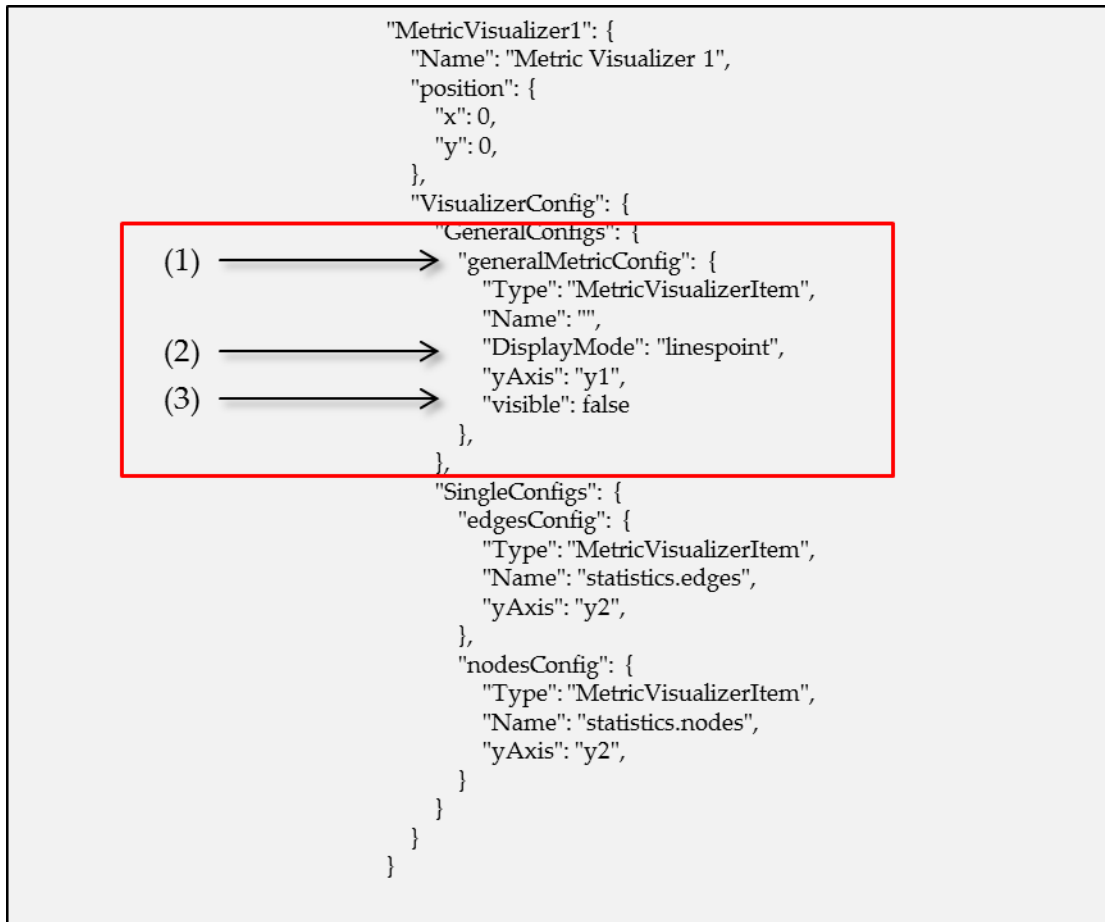 "MetricVisualizer1": {
"Name": "Metric Visualizer 1",
"position": {
"x": 0,
"y": 0,
},
"VisualizerConfig": {
"GeneralConfigs": {
(1) "generalMetricConfig": {
"Type": "MetricVisualizerItem",
"Name": "",
(2) "DisplayMode": "linespoint",
"yAxis": "y1",
(3) "visible": false
},
},
"SingleConfigs": {
"edgesConfig": {
"Type": "MetricVisualizerItem",
"Name": "statistics.edges",
"yAxis": "y2",
},
"nodesConfig": {
"Type": "MetricVisualizerItem",
"Name": "statistics.nodes",
"yAxis": "y2",
}
}
}
}